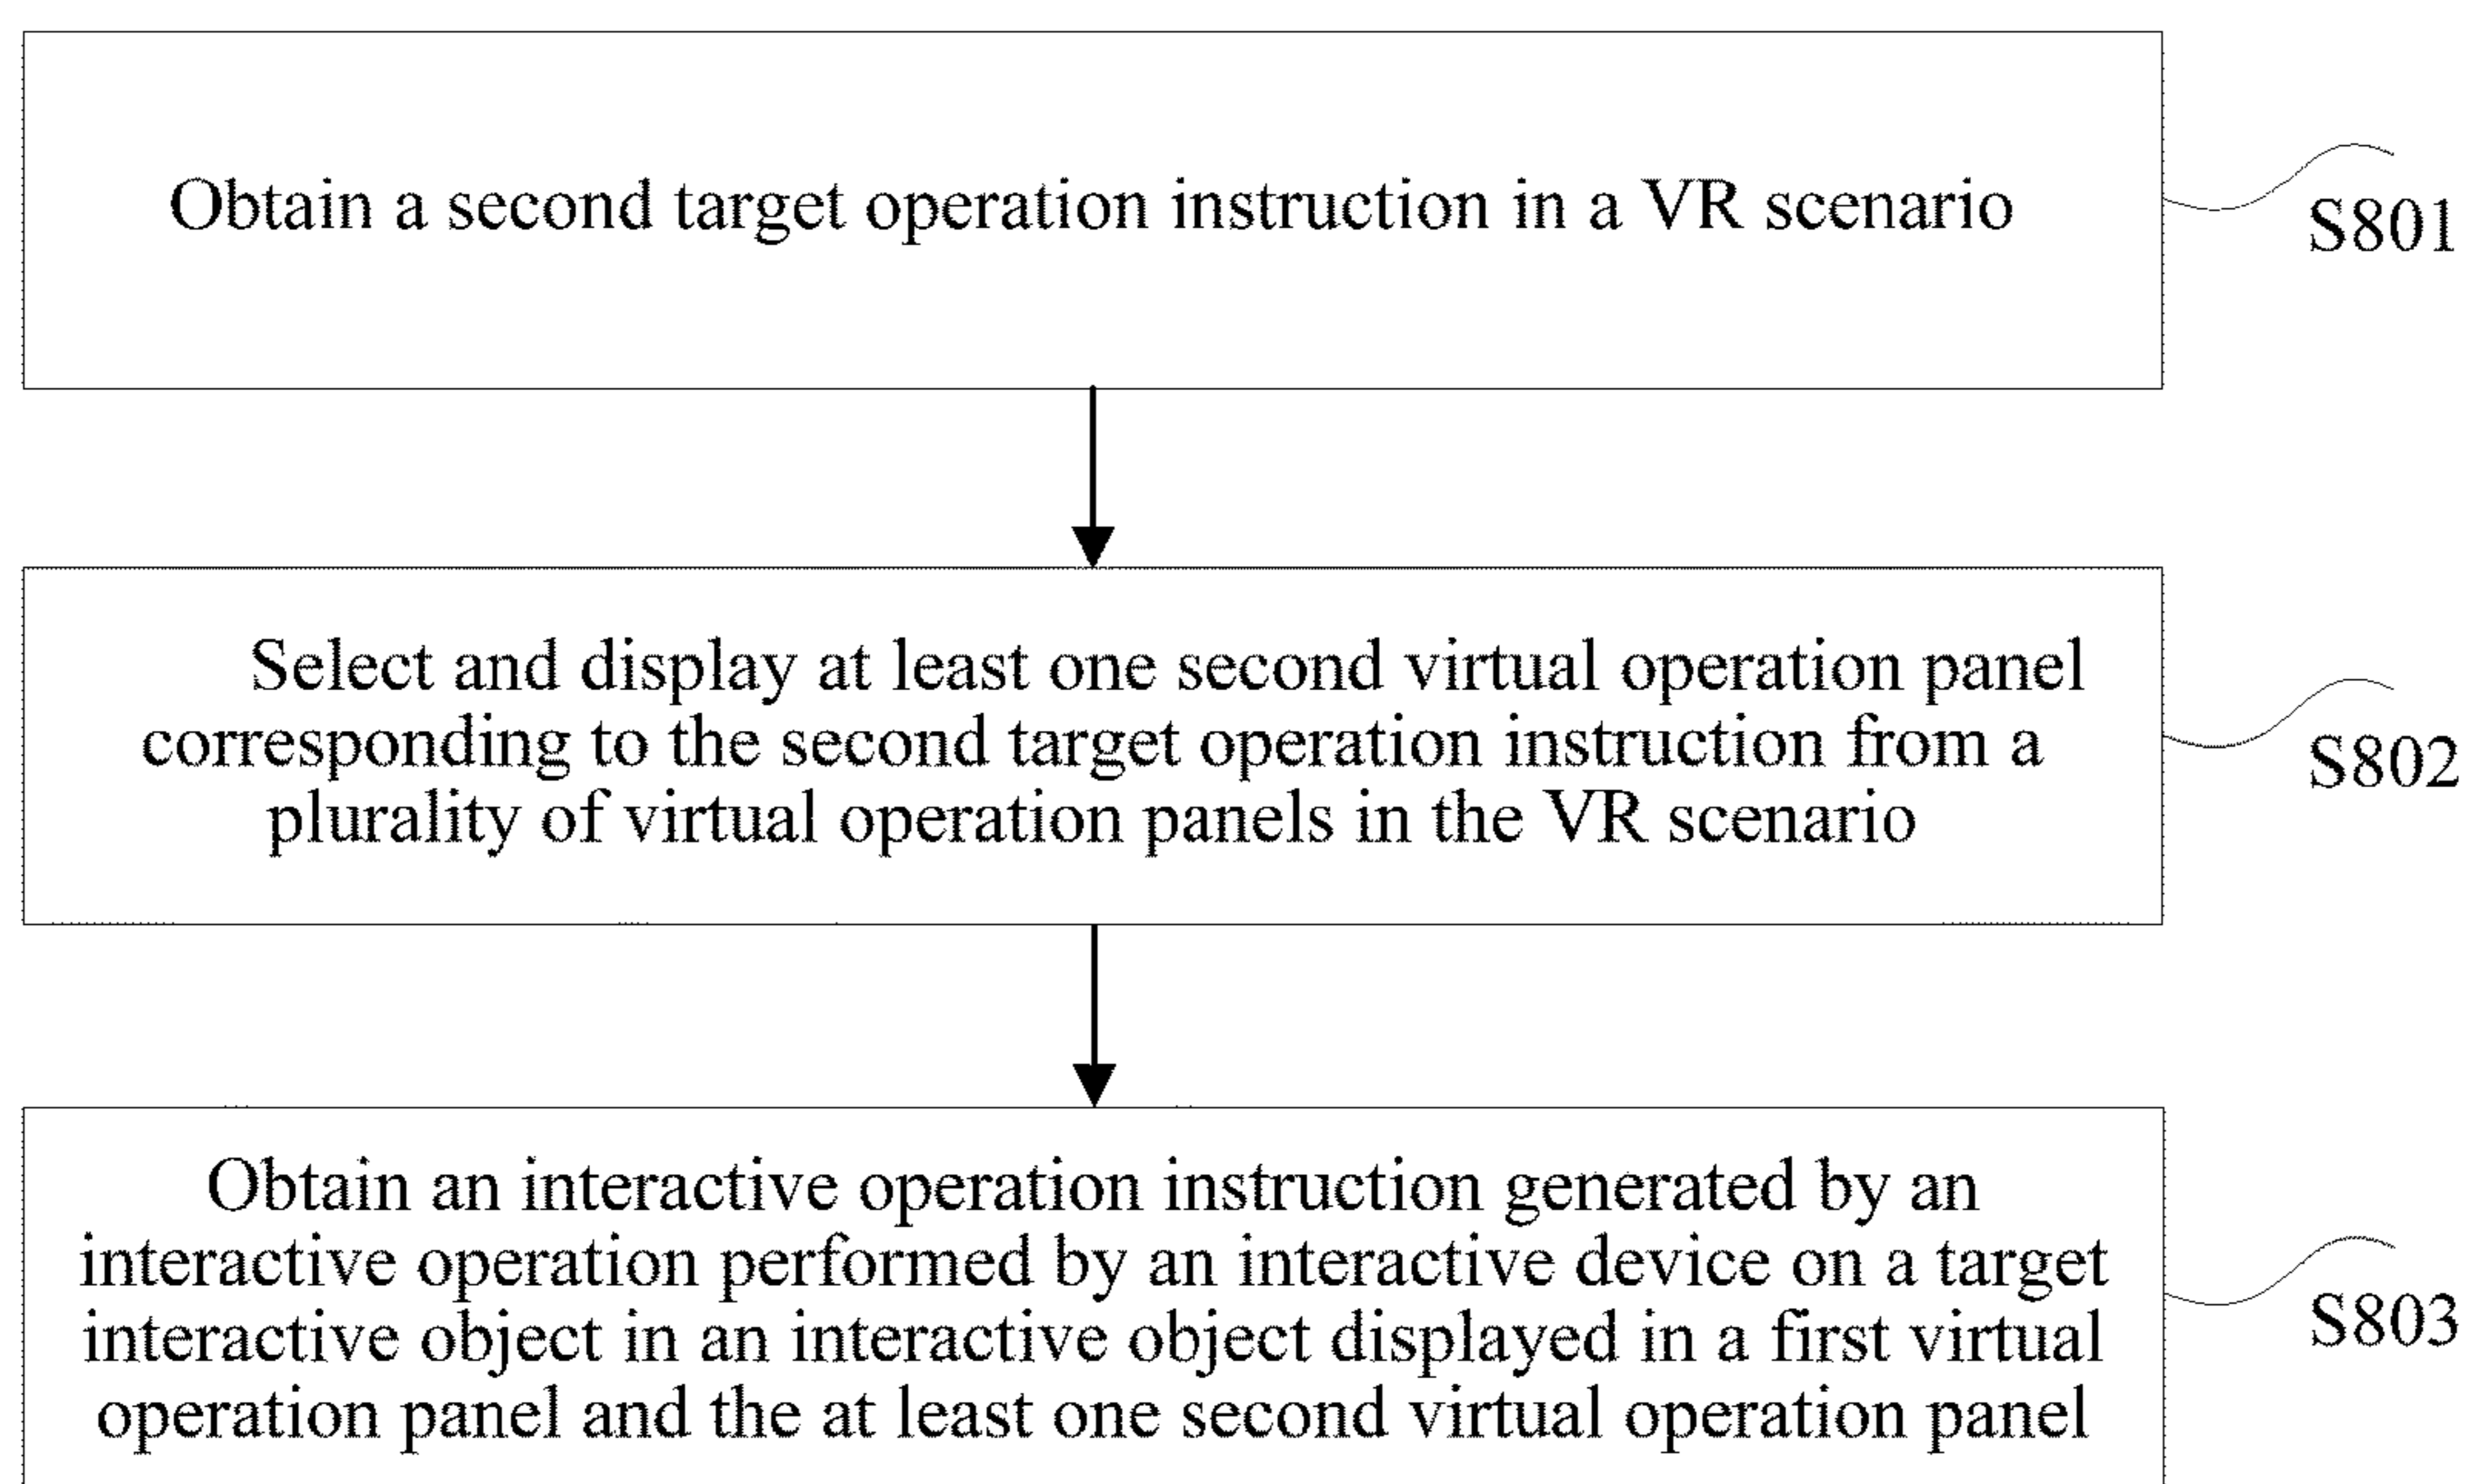 Obtain a second target operation instruction in a VR scenario
S801
Select and display at least one second virtual operation panel
corresponding to the second target operation instruction from a
plurality of virtual operation panels in the VR scenario
S802
Obtain an interactive operation instruction generated by an
interactive operation performed by an interactive device on a target
interactive object in an interactive object displayed in a first virtual
operation panel and the at least one second virtual operation panel
S803